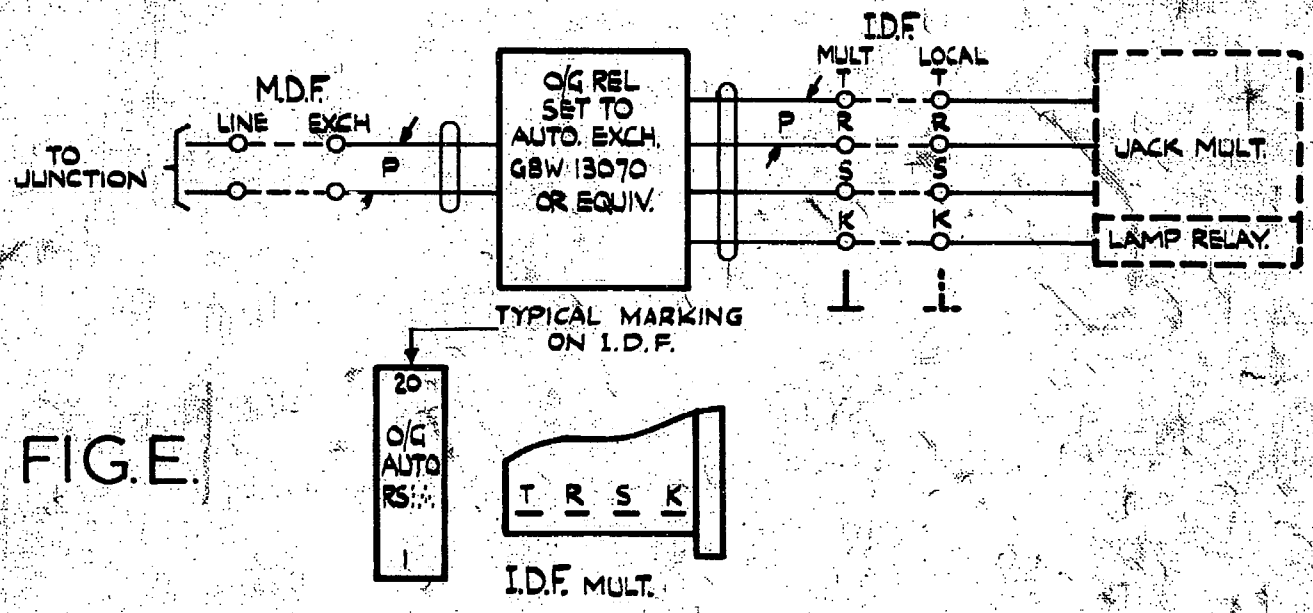 I.D.F.
MULT LOCAL
T T
R R
S S
K K
M.D.F.
LINE EXCH
P
TO
JUNCTION
O/G REL
SET TO
AUTO. EXCH.
GBW 13070
OR EQUIV.
P
JACK MULT.
LAMP RELAY.
TYPICAL MARKING
ON I.D.F.
20
O/G
AUTO
RS
1
FIG.E.
T R S K
I.D.F. MULT.